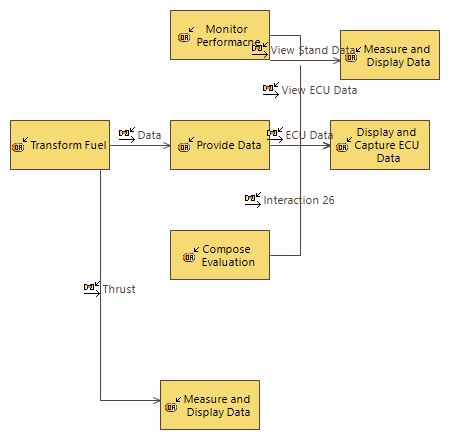 Monitor
Performacne
View Stand Data
Measure and
Display Data
View ECU Data
Transform Fuel
Data
Provide Data
ECU Data
Display and
Capture ECU
Data
Interaction 26
Compose
Evaluation
Thrust
Measure and
Display Data